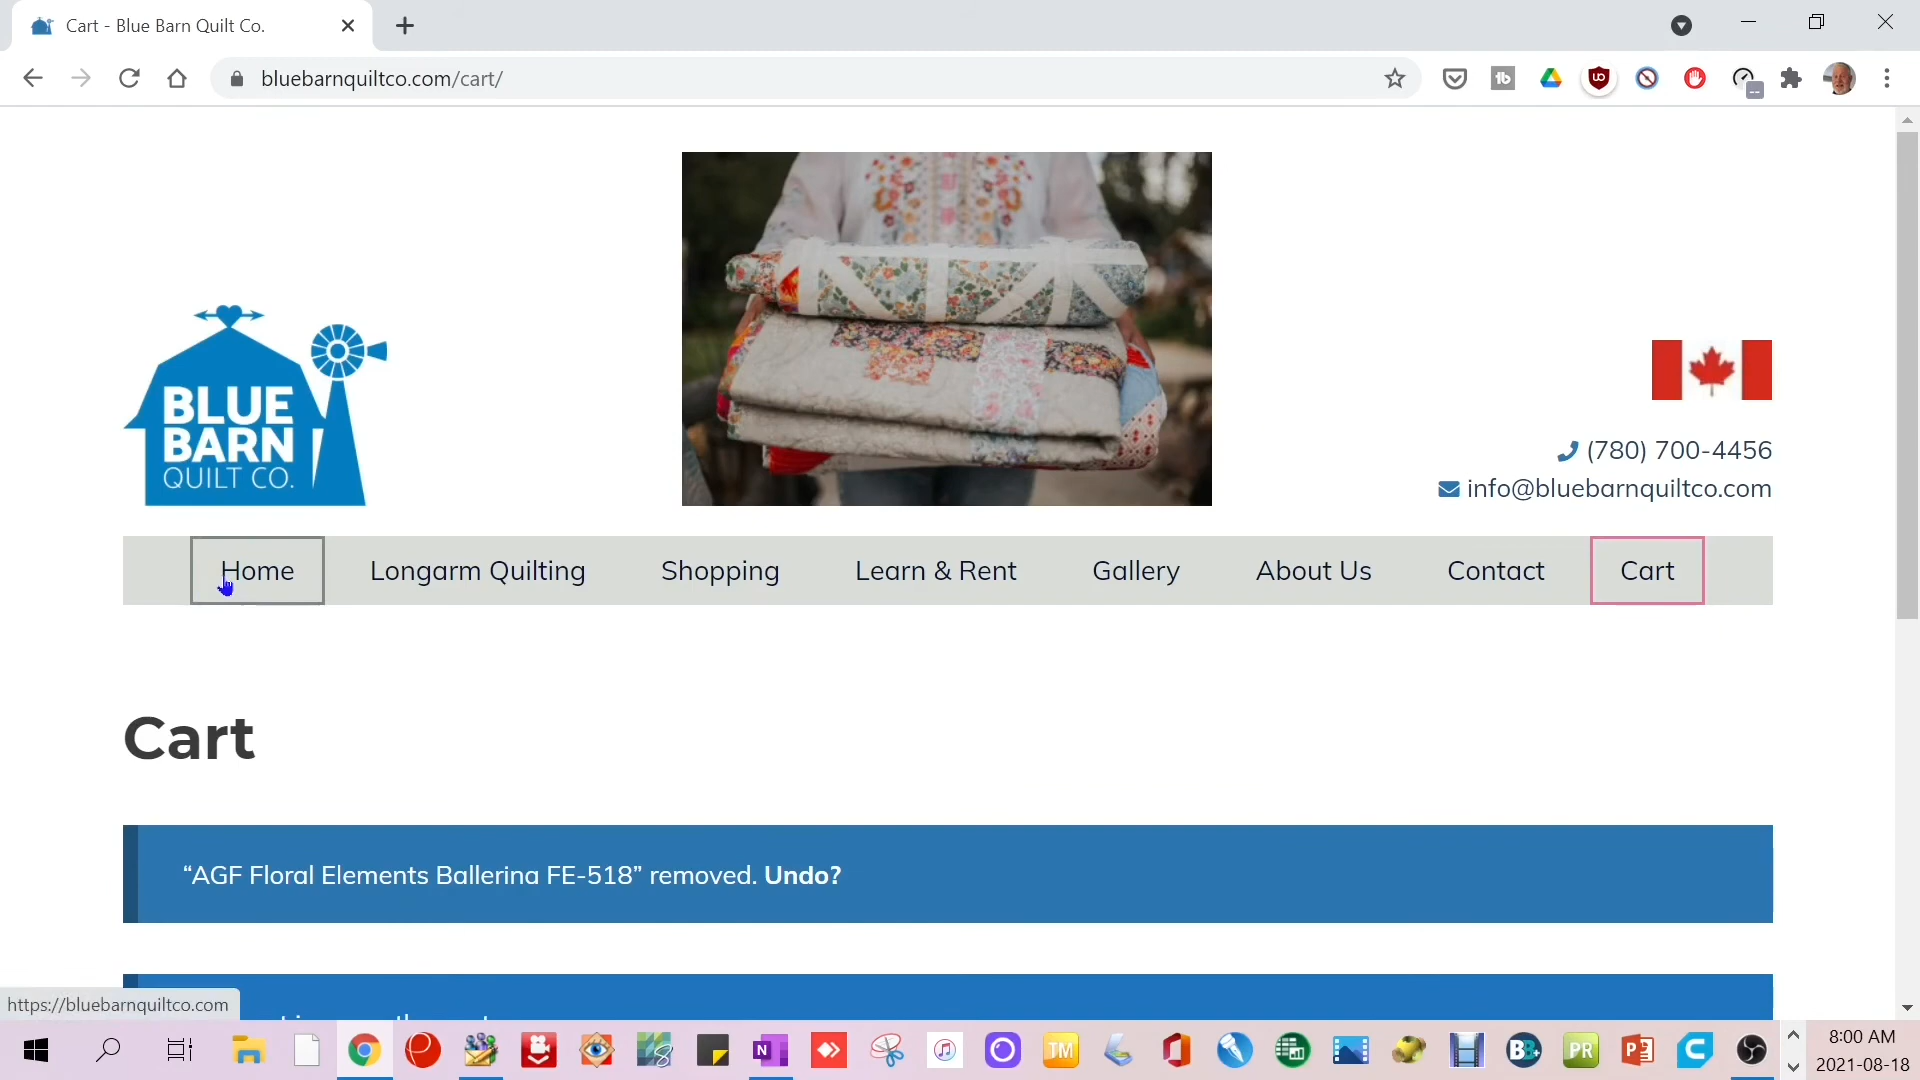 Cart - Blue Barn Quilt Co.
bluebarnquiltco.com/cart/
BLUE
BARN
QUILT CO.
(780) 700-4456
info@bluebarnquiltco.com
Home Longarm Quilting Shopping Learn & Rent Gallery About Us Contact Cart
Cart
“AGF Floral Elements Ballerina FE-518” removed. Undo?
https://bluebarnquiltco.com
8:00 AM
2021-08-18